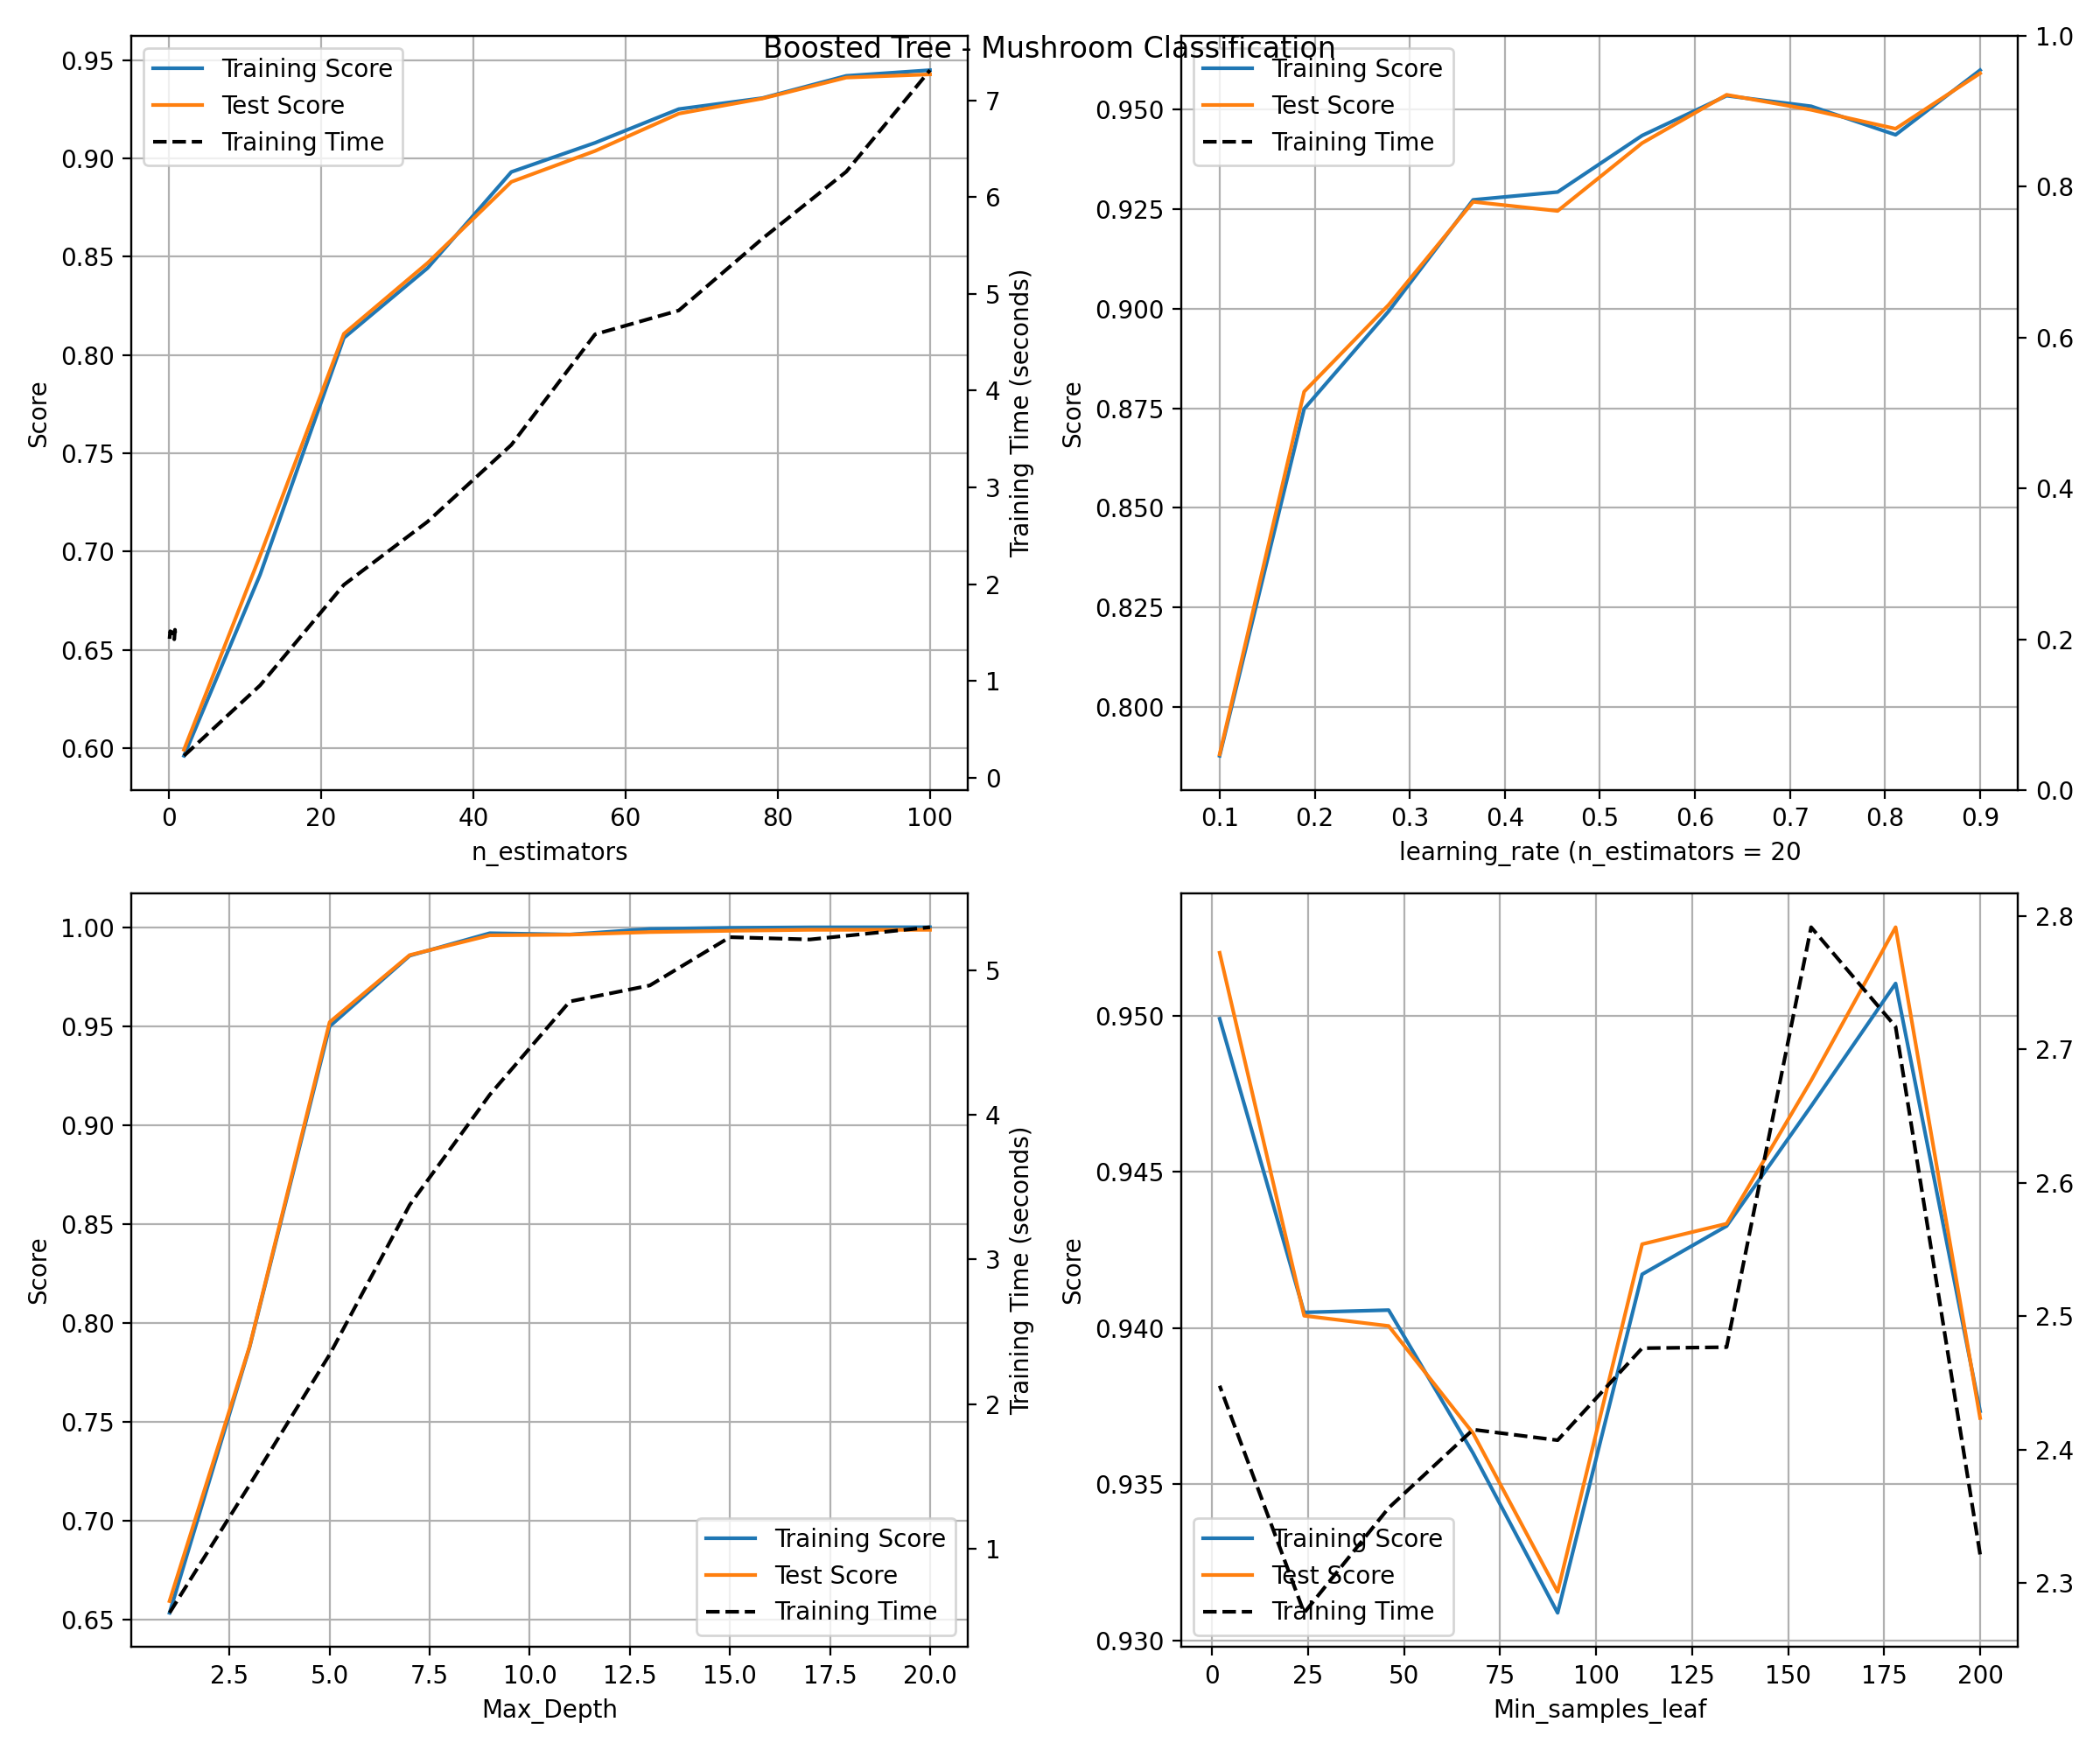 Boosted Tree - Mushroom Classification
Training Score
Test Score
Training Time
0.95
0.90
0.85
0.80
0.75
0.70
0.65
0.60
Score
7
6
5
4
3
2
1
0
Training Time (seconds)
0 20 40 60 80 100
n_estimators
Training Score
Test Score
Training Time
0.950
0.925
0.900
0.875
0.850
0.825
0.800
Score
1.0
0.8
0.6
0.4
0.2
0.0
0.1 0.2 0.3 0.4 0.5 0.6 0.7 0.8 0.9
learning_rate (n_estimators = 20
1.00
0.95
0.90
0.85
0.80
0.75
0.70
0.65
Score
5
4
3
2
1
Training Time (seconds)
Training Score
Test Score
Training Time
2.5 5.0 7.5 10.0 12.5 15.0 17.5 20.0
Max_Depth
0.950
0.945
0.940
0.935
0.930
Score
2.8
2.7
2.6
2.5
2.4
2.3
Training Score
Test Score
Training Time
0 25 50 75 100 125 150 175 200
Min_samples_leaf